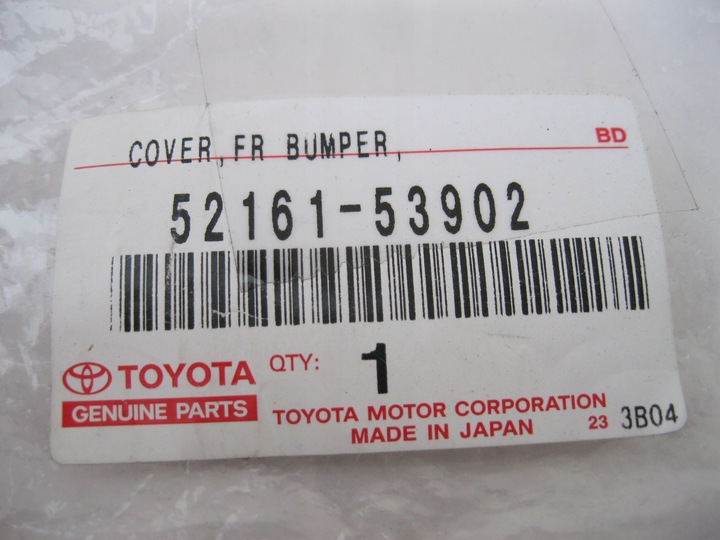 COVER,FR BUMPER,
BD
52161-53902
TOYOTA
QTY: 1
GENUINE PARTS
TOYOTA MOTOR CORPORATION
MADE IN JAPAN
23 3B04